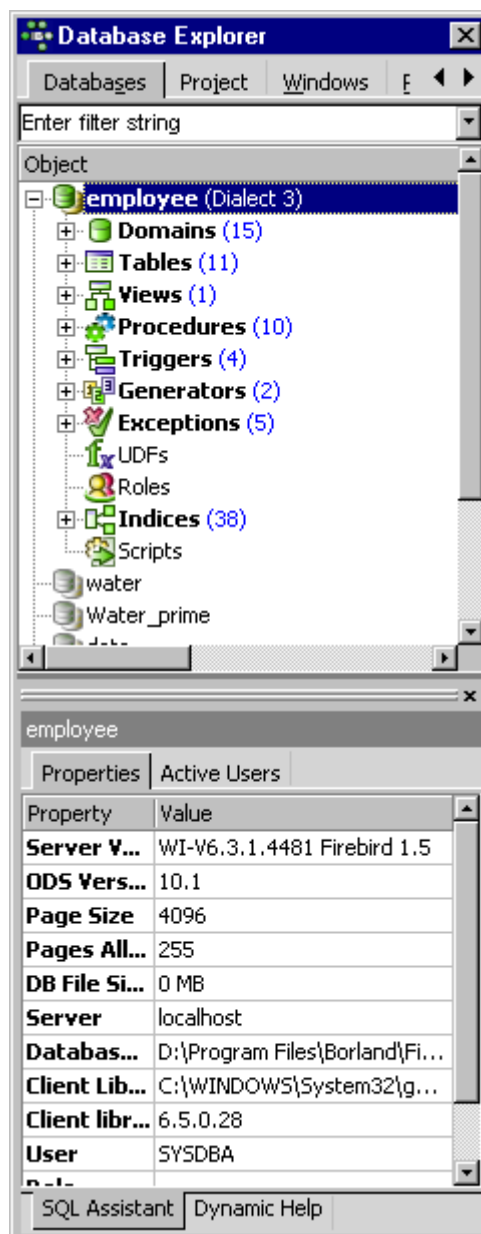 Database Explorer
Databases Project Windows
Enter filter string
Object
employee (Dialect 3)
Domains (15)
Tables (11)
Views (1)
Procedures (10)
Triggers (4)
Generators (2)
Exceptions (5)
UDFs
Roles
Indices (38)
Scripts
water
Water_prime
employee
Properties Active Users
Property Value
Server V... WI-V6.3.1.4481 Firebird 1.5
ODS Vers... 10.1
Page Size 4096
Pages All... 255
DB File Si... 0 MB
Server localhost
Databas... D:\Program Files\Borland\Fi...
Client Lib... C:\WINDOWS\System32\g...
Client libr... 6.5.0.28
User SYSDBA
SQL Assistant Dynamic Help